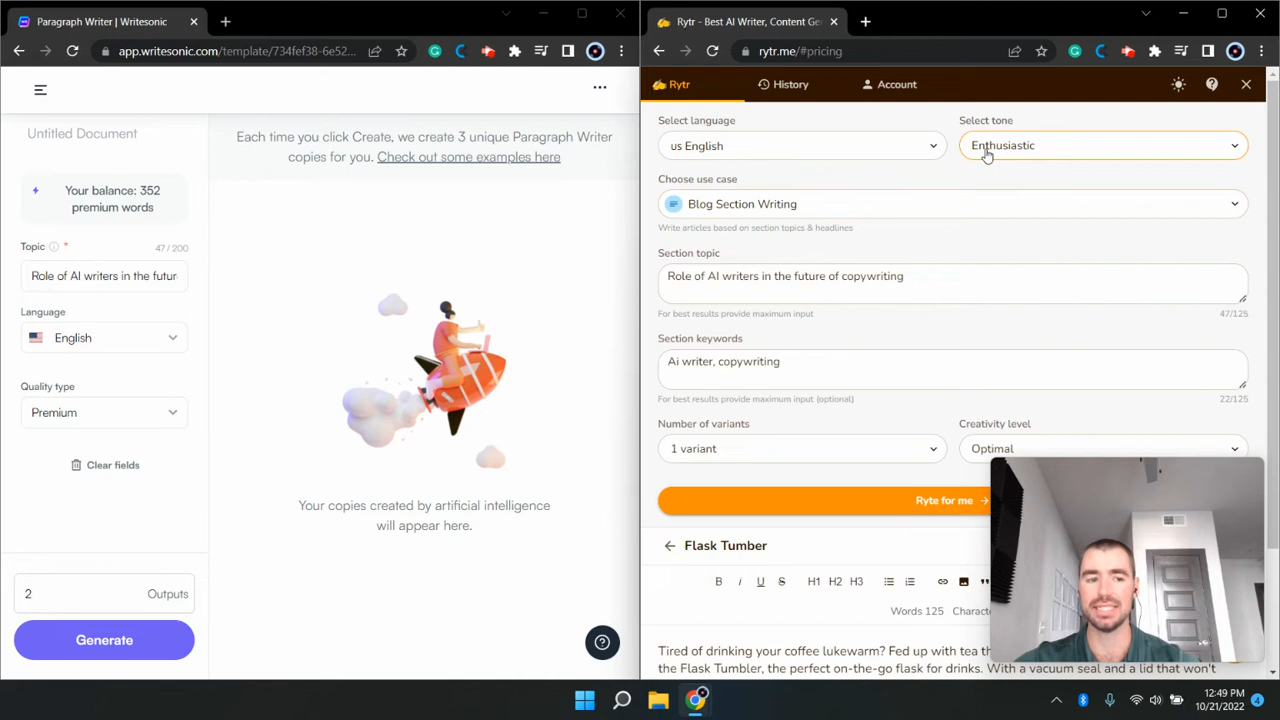 Paragraph Writer | Writesonic
app.writesonic.com/template/734fef38-6e52...
Untitled Document
Each time you click Create, we create 3 unique Paragraph Writer
copies for you. Check out some examples here
Your balance: 352
premium words
Topic * 47 / 200
Role of AI writers in the futur
Language
English
Quality type
Premium
Clear fields
Your copies created by artificial intelligence
will appear here.
2 Outputs
Generate
Rytr - Best AI Writer, Content Ge
rytr.me/#pricing
Rytr History Account
Select language Select tone
us English Enthusiastic
Choose use case
Blog Section Writing
Write articles based on section topics & headlines
Section topic
Role of AI writers in the future of copywriting
For best results provide maximum input 47/125
Section keywords
Ai writer, copywriting
For best results provide maximum input (optional) 22/125
Number of variants Creativity level
1 variant Optimal
Ryte for me
Flask Tumber
B i U S H1 H2 H3
Words 125 Characte
Tired of drinking your coffee lukewarm? Fed up with tea th
the Flask Tumbler, the perfect on-the-go flask for drinks. With a vacuum seal and a lid that won't
12:49 PM
10/21/2022
4